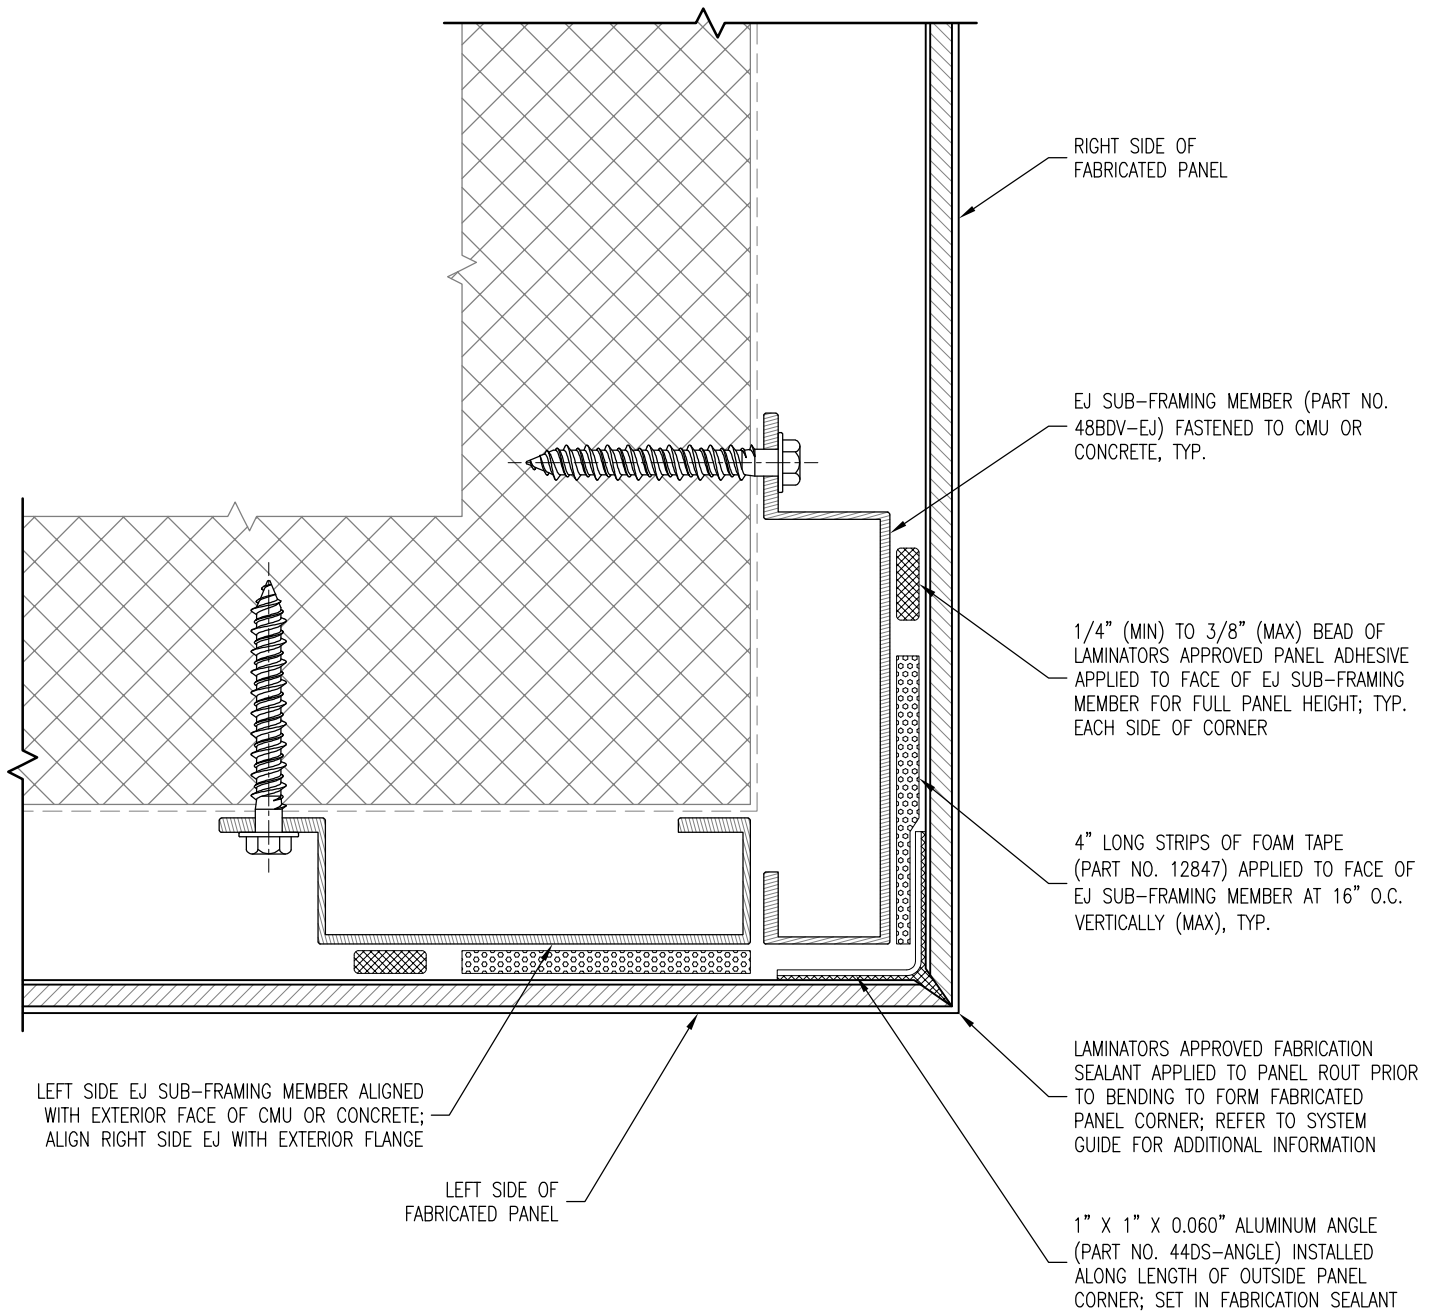 RIGHT SIDE OF
FABRICATED PANEL
EJ SUB-FRAMING MEMBER (PART NO.
48BDV-EJ) FASTENED TO CMU OR
CONCRETE, TYP.
1/4" (MIN) TO 3/8" (MAX) BEAD OF
LAMINATORS APPROVED PANEL ADHESIVE
APPLIED TO FACE OF EJ SUB-FRAMING
MEMBER FOR FULL PANEL HEIGHT; TYP.
EACH SIDE OF CORNER
4" LONG STRIPS OF FOAM TAPE
(PART NO. 12847) APPLIED TO FACE OF
EJ SUB-FRAMING MEMBER AT 16" O.C.
VERTICALLY (MAX), TYP.
LAMINATORS APPROVED FABRICATION
SEALANT APPLIED TO PANEL ROUT PRIOR
TO BENDING TO FORM FABRICATED
PANEL CORNER; REFER TO SYSTEM
GUIDE FOR ADDITIONAL INFORMATION
LEFT SIDE EJ SUB-FRAMING MEMBER ALIGNED
WITH EXTERIOR FACE OF CMU OR CONCRETE;
ALIGN RIGHT SIDE EJ WITH EXTERIOR FLANGE
LEFT SIDE OF
FABRICATED PANEL
1" X 1" X 0.060" ALUMINUM ANGLE
(PART NO. 44DS-ANGLE) INSTALLED
ALONG LENGTH OF OUTSIDE PANEL
CORNER; SET IN FABRICATION SEALANT